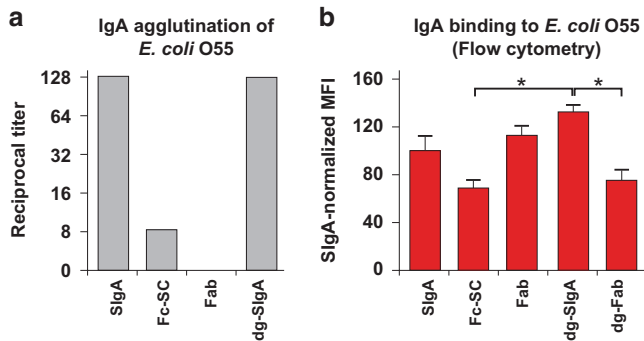 a
IgA agglutination of
E. coli O55
Reciprocal titer
128
64
32
16
8
0
SIgA
Fc-SC
Fab
dg-SIgA
b
IgA binding to E. coli O55
(Flow cytometry)
SIgA-normalized MFI
160
120
80
40
0
*
*
SIgA
Fc-SC
Fab
dg-SIgA
dg-Fab